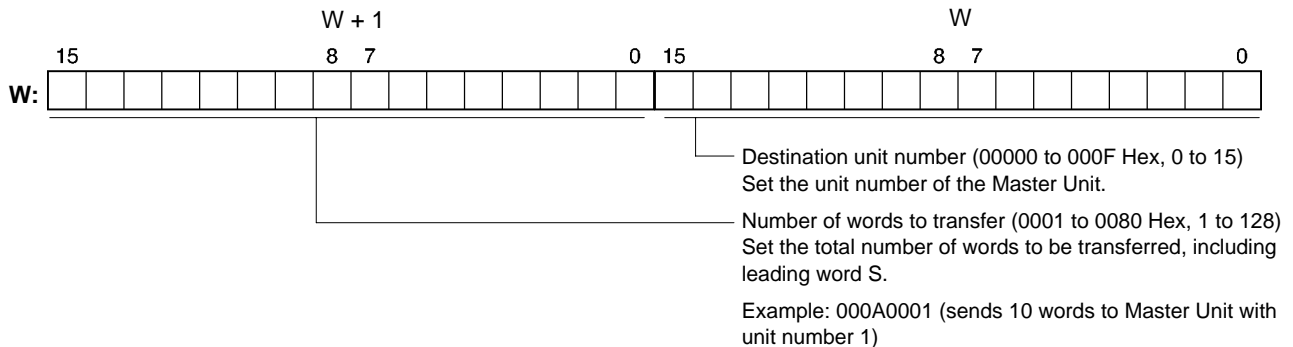 W + 1 W
15 8 7 0 15 8 7 0
W:
Destination unit number (00000 to 000F Hex, 0 to 15)
Set the unit number of the Master Unit.
Number of words to transfer (0001 to 0080 Hex, 1 to 128)
Set the total number of words to be transferred, including
leading word S.
Example: 000A0001 (sends 10 words to Master Unit with
unit number 1)